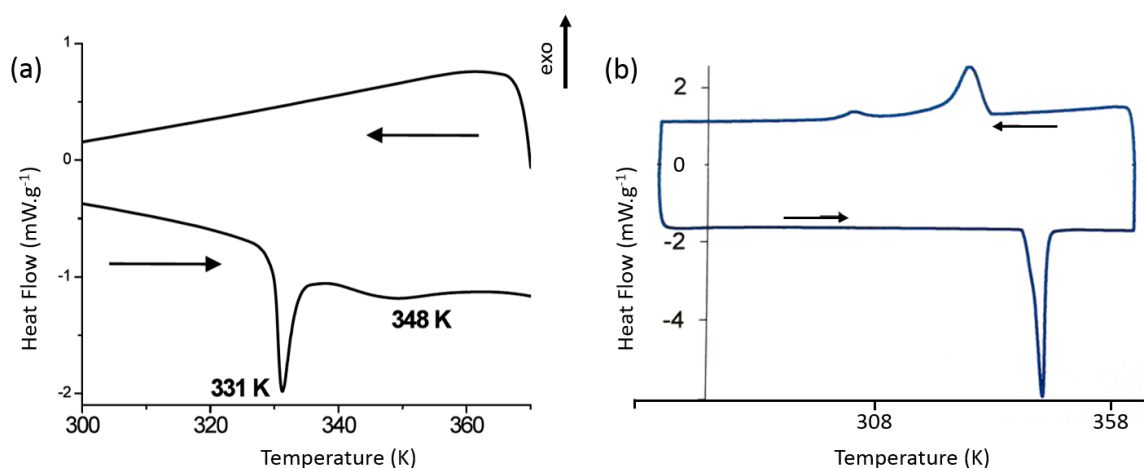 (a)
1
0
-1
-2
Heat Flow (mW.g⁻¹)
331 K
348 K
300
320
340
360
Temperature (K)
exo
(b)
2
0
-2
-4
Heat Flow (mW.g⁻¹)
308
358
Temperature (K)